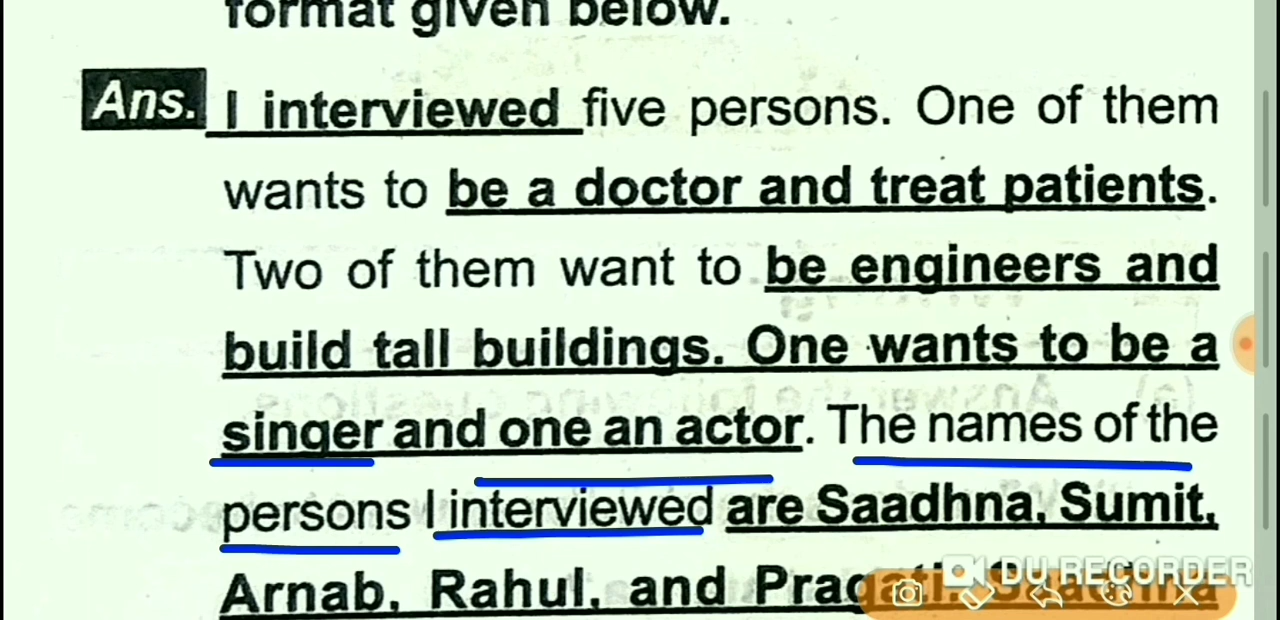 format given below.
Ans. I interviewed five persons. One of them
wants to be a doctor and treat patients.
Two of them want to be engineers and
build tall buildings. One wants to be a
singer and one an actor. The names of the
persons I interviewed are Saadhna, Sumit,
Arnab, Rahul, and Pragati. Saadhna
DU RECORDER